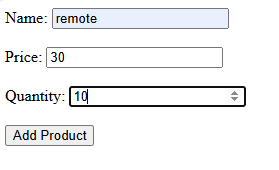 Name: remote
Price: 30
Quantity: 10
Add Product